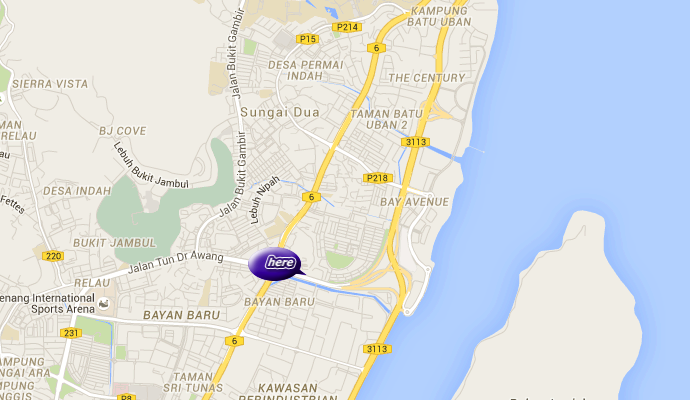 KAMPUNG
BATU UBAN
P214
P15
6
DESA PERMAI
INDAH
THE CENTURY
SIERRA VISTA
Jalan Bukit Gambir
Sungai Dua
TAMAN BATU
UBAN 2
MAN
RELAU
BJ COVE
3113
Lebuh Bukit Jambul
P218
DESA INDAH
Lebuh Nipah
Jalan Bukit Gambir
6
BAY AVENUE
Fettes
BUKIT JAMBUL
220
Jalan Tun Dr Awang
here
RELAU
enang International
Sports Arena
BAYAN BARU
BAYAN BARU
231
6
3113
KAMPUNG
GAI ARA
TAMAN
SRI TUNAS
KAWASAN
PERINDUSTRIAN
P8